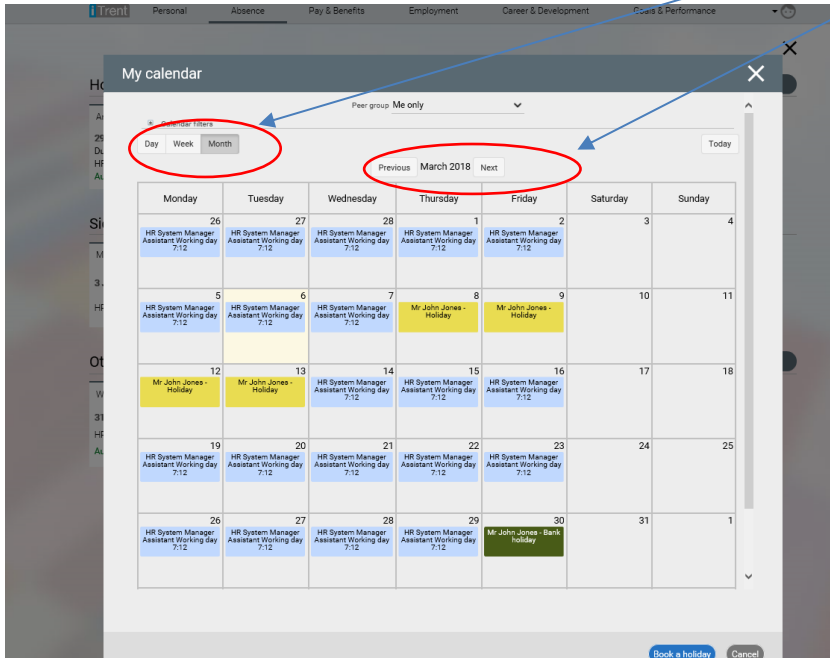 iTrent Personal Absence Pay & Benefits Employment Career & Development Goals & Performance
My calendar
Peer group Me only
Calendar filters
Day Week Month
Today
Previous March 2018 Next
Monday Tuesday Wednesday Thursday Friday Saturday Sunday
26 27 28 1 2 3 4
HR System Manager HR System Manager HR System Manager HR System Manager HR System Manager
Assistant Working day Assistant Working day Assistant Working day Assistant Working day Assistant Working day
7:12 7:12 7:12 7:12 7:12
5 6 7 8 9 10 11
HR System Manager HR System Manager HR System Manager Mr John Jones - Mr John Jones -
Assistant Working day Assistant Working day Assistant Working day Holiday Holiday
7:12 7:12 7:12
12 13 14 15 16 17 18
Mr John Jones - Mr John Jones - HR System Manager HR System Manager HR System Manager
Holiday Holiday Assistant Working day Assistant Working day Assistant Working day
7:12 7:12 7:12
19 20 21 22 23 24 25
HR System Manager HR System Manager HR System Manager HR System Manager HR System Manager
Assistant Working day Assistant Working day Assistant Working day Assistant Working day Assistant Working day
7:12 7:12 7:12 7:12 7:12
26 27 28 29 30 31 1
HR System Manager HR System Manager HR System Manager HR System Manager Mr John Jones - Bank
Assistant Working day Assistant Working day Assistant Working day Assistant Working day holiday
7:12 7:12 7:12 7:12
Book a holiday Cancel